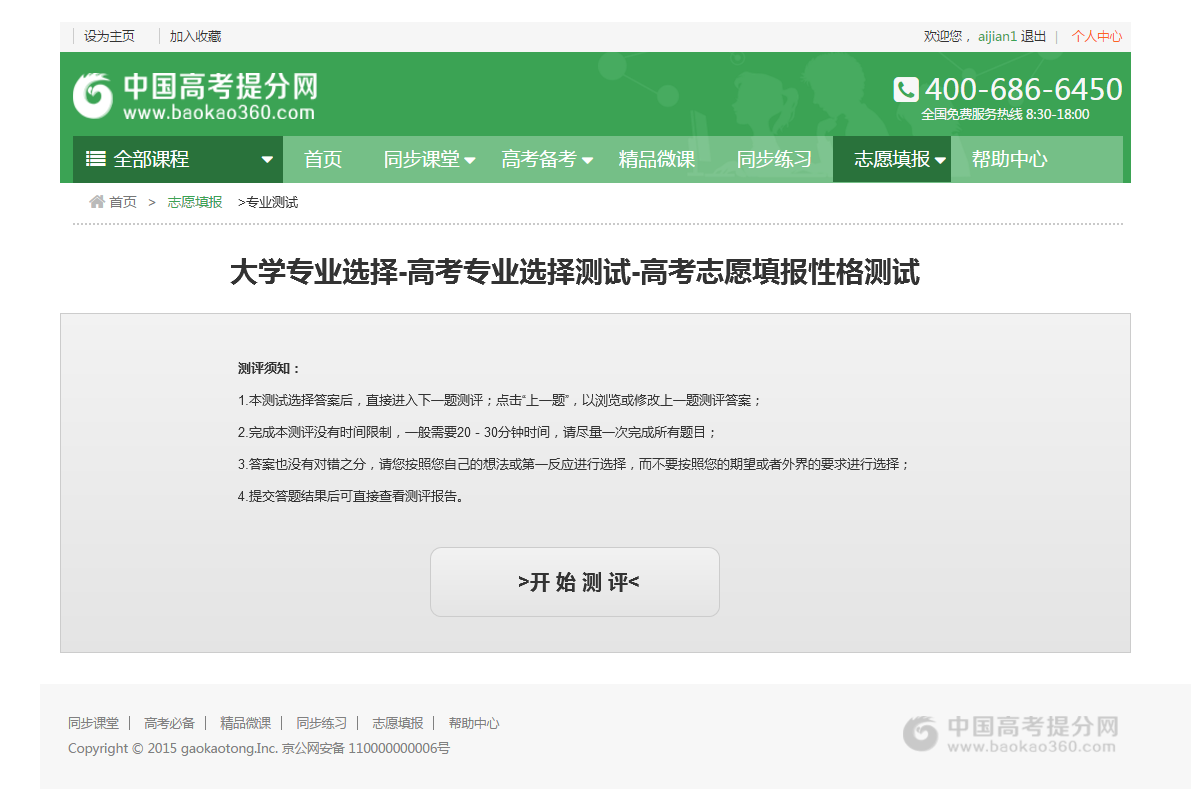 设为主页 加入收藏 欢迎您， aijian1 退出 | 个人中心
中国高考提分网
www.baokao360.com
400-686-6450
全国免费服务热线 8:30-18:00
全部课程 首页 同步课堂 高考备考 精品微课 同步练习 志愿填报 帮助中心
首页 > 志愿填报 >专业测试
大学专业选择-高考专业选择测试-高考志愿填报性格测试
测评须知：
1.本测试选择答案后，直接进入下一题测评；点击“上一题”，以浏览或修改上一题测评答案；
2.完成本测评没有时间限制，一般需要20－30分钟时间，请尽量一次完成所有题目；
3.答案也没有对错之分，请您按照您自己的想法或第一反应进行选择，而不要按照您的期望或者外界的要求进行选择；
4.提交答题结果后可直接查看测评报告。
>开 始 测 评<
同步课堂 | 高考必备 | 精品微课 | 同步练习 | 志愿填报 | 帮助中心
Copyright © 2015 gaokaotong.Inc. 京公网安备 110000000006号
中国高考提分网
www.baokao360.com